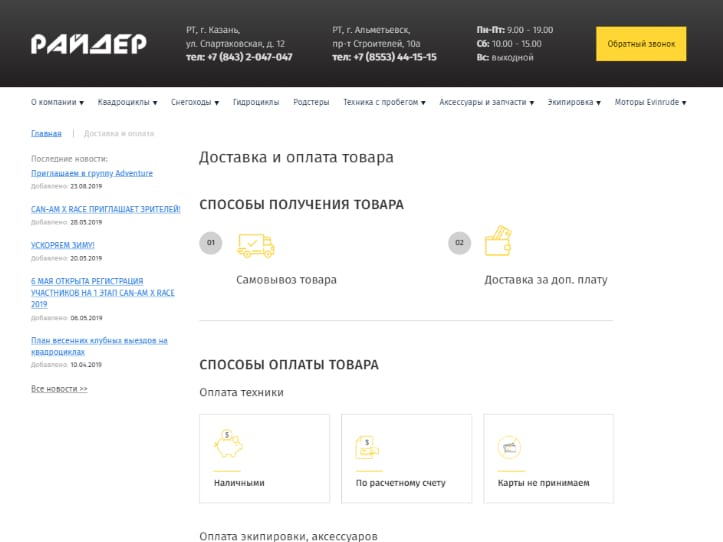 РАЙДЕР
РТ, г. Казань,
ул. Спартаковская, д. 12
тел: +7 (843) 2-047-047
РТ, г. Альметьевск,
пр-т Строителей, 10а
тел: +7 (8553) 44-15-15
Пн-Пт: 9.00 - 19.00
Сб: 10.00 - 15.00
Вс: выходной
Обратный звонок
О компании ▼ Квадроциклы ▼ Снегоходы ▼ Гидроциклы Родстеры Техника с пробегом ▼ Аксессуары и запчасти ▼ Экипировка ▼ Моторы Evinrude ▼
Главная | Доставка и оплата
Последние новости:
Приглашаем в группу Adventure
Добавлено: 23.08.2019
CAN-AM X RACE ПРИГЛАШАЕТ ЗРИТЕЛЕЙ!
Добавлено: 28.05.2019
УСКОРЯЕМ ЗИМУ!
Добавлено: 20.05.2019
6 МАЯ ОТКРЫТА РЕГИСТРАЦИЯ
УЧАСТНИКОВ НА 1 ЭТАП CAN-AM X RACE
2019
Добавлено: 06.05.2019
План весенних клубных выездов на
квадроциклах
Добавлено: 10.04.2019
Все новости >>
Доставка и оплата товара
СПОСОБЫ ПОЛУЧЕНИЯ ТОВАРА
01
Самовывоз товара
02
Доставка за доп. плату
СПОСОБЫ ОПЛАТЫ ТОВАРА
Оплата техники
$
Наличными
$
По расчетному счету
Карты не принимаем
Оплата экипировки, аксессуаров